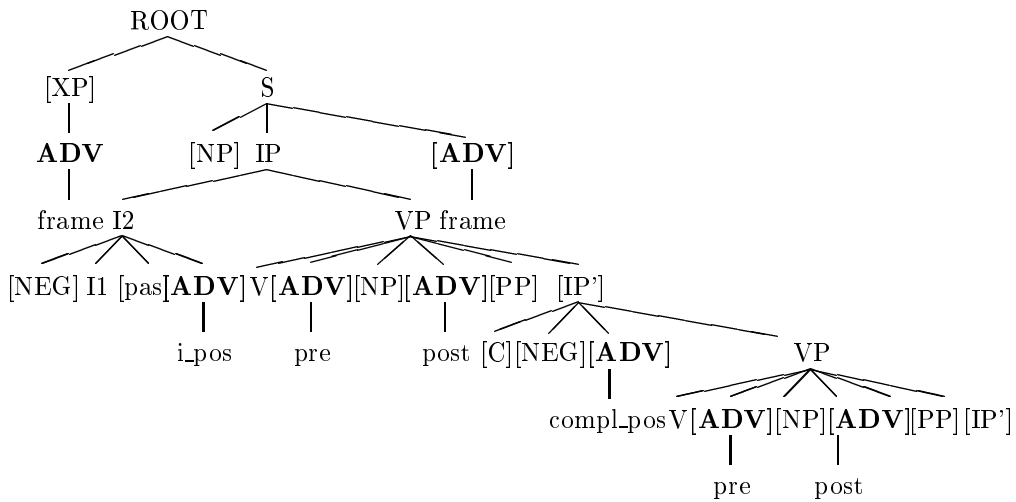 ROOT
[XP] S
ADV [NP] IP [ADV]
frame I2 VP frame
[NEG] I1 [pas[ADV] V[ADV][NP][ADV][PP] [IP']
i_pos pre post [C][NEG][ADV] VP
compl_pos V[ADV][NP][ADV][PP] [IP']
pre post